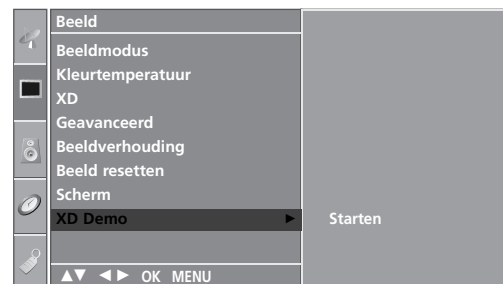 Beeld
Beeldmodus
Kleurtemperatuur
XD
Geavanceerd
Beeldverhouding
Beeld resetten
Scherm
XD Demo ► Starten
▲▼ ◄► OK MENU